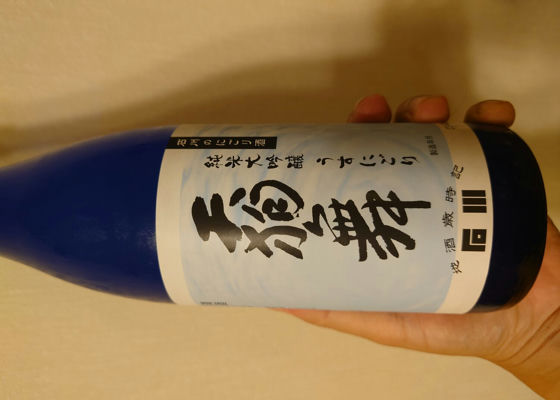 石川のにごり酒
純米大吟醸 うすにごり
天狗舞
地酒歳時記
石川